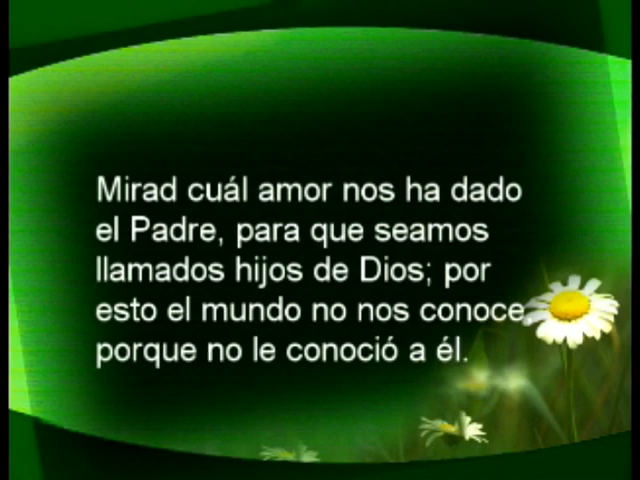 Mirad cuál amor nos ha dado
el Padre, para que seamos
llamados hijos de Dios; por
esto el mundo no nos conoce,
porque no le conoció a él.